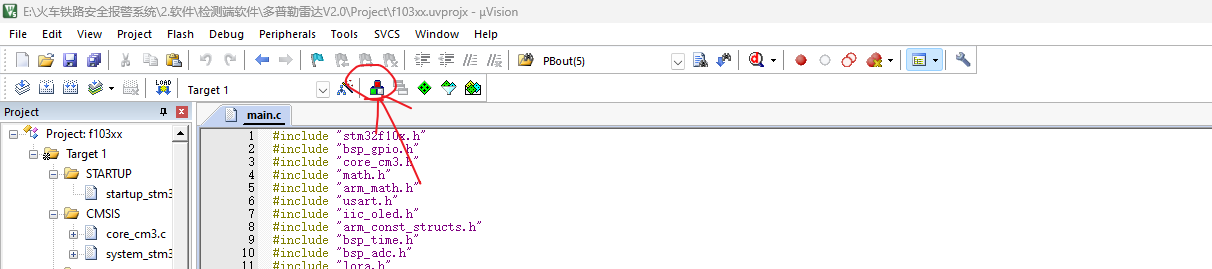 E:\火车铁路安全报警系统\2.软件\检测端软件\多普勒雷达V2.0\Project\f103xx.uvprojx - µVision
File Edit View Project Flash Debug Peripherals Tools SVCS Window Help
PBout(5)
LOAD Target 1
Project main.c
Project: f103xx
Target 1
STARTUP
startup_stm3
CMSIS
core_cm3.c
system_stm3
1 #include "stm32f10x.h"
2 #include "bsp_gpio.h"
3 #include "core_cm3.h"
4 #include "math.h"
5 #include "arm_math.h"
6 #include "usart.h"
7 #include "iic_oled.h"
8 #include "arm_const_structs.h"
9 #include "bsp_time.h"
10 #include "bsp_adc.h"
11 #include "lora.h"